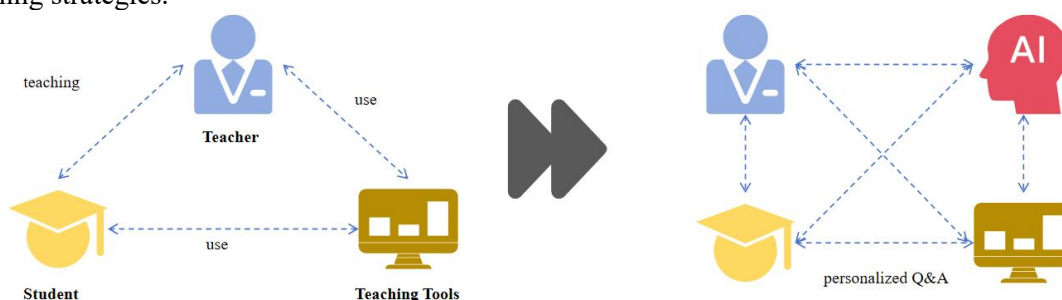 ning strategies.
teaching
use
Teacher
use
Student
Teaching Tools
AI
personalized Q&A